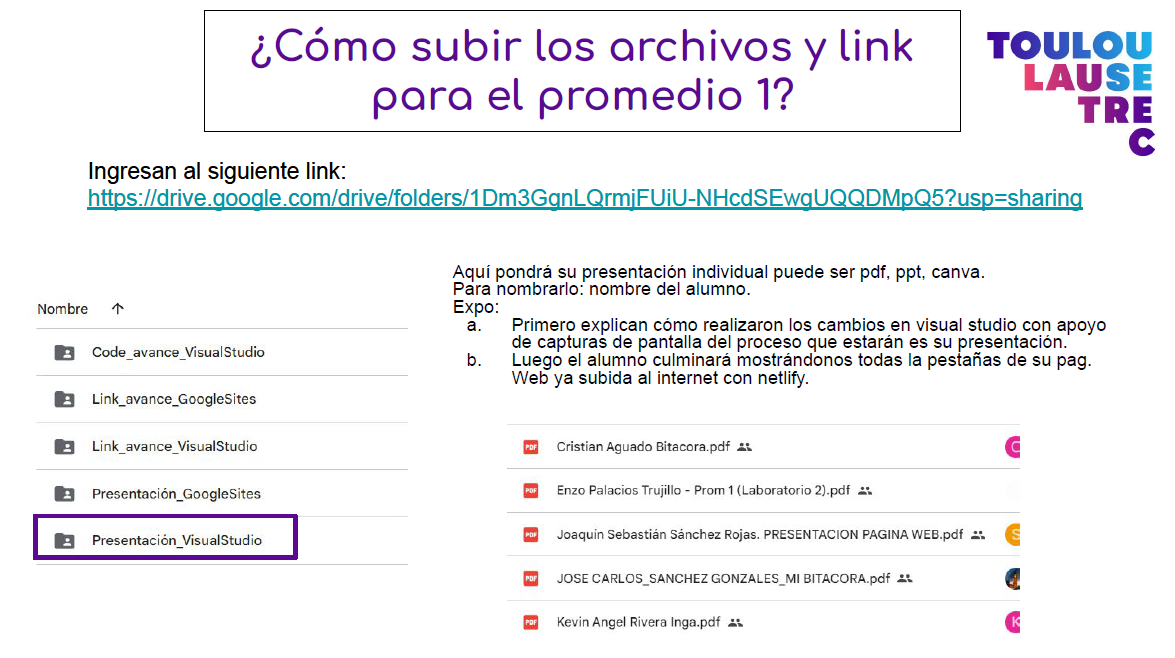 ¿Cómo subir los archivos y link
para el promedio 1?
TOULOU
LAUSE
TRE
C
Ingresan al siguiente link:
https://drive.google.com/drive/folders/1Dm3GgnLQrmjFUiU-NHcdSEwgUQQDMpQ5?usp=sharing
Nombre
Code_avance_VisualStudio
Link_avance_GoogleSites
Link_avance_VisualStudio
Presentación_GoogleSites
Presentación_VisualStudio
Aquí pondrá su presentación individual puede ser pdf, ppt, canva.
Para nombrarlo: nombre del alumno.
Expo:
a. Primero explican cómo realizaron los cambios en visual studio con apoyo
de capturas de pantalla del proceso que estarán es su presentación.
b. Luego el alumno culminará mostrándonos todas la pestañas de su pag.
Web ya subida al internet con netlify.
PDF Cristian Aguado Bitacora.pdf C
PDF Enzo Palacios Trujillo - Prom 1 (Laboratorio 2).pdf
PDF Joaquín Sebastián Sánchez Rojas. PRESENTACION PAGINA WEB.pdf S
PDF JOSE CARLOS_SANCHEZ GONZALES_MI BITACORA.pdf
PDF Kevin Angel Rivera Inga.pdf K